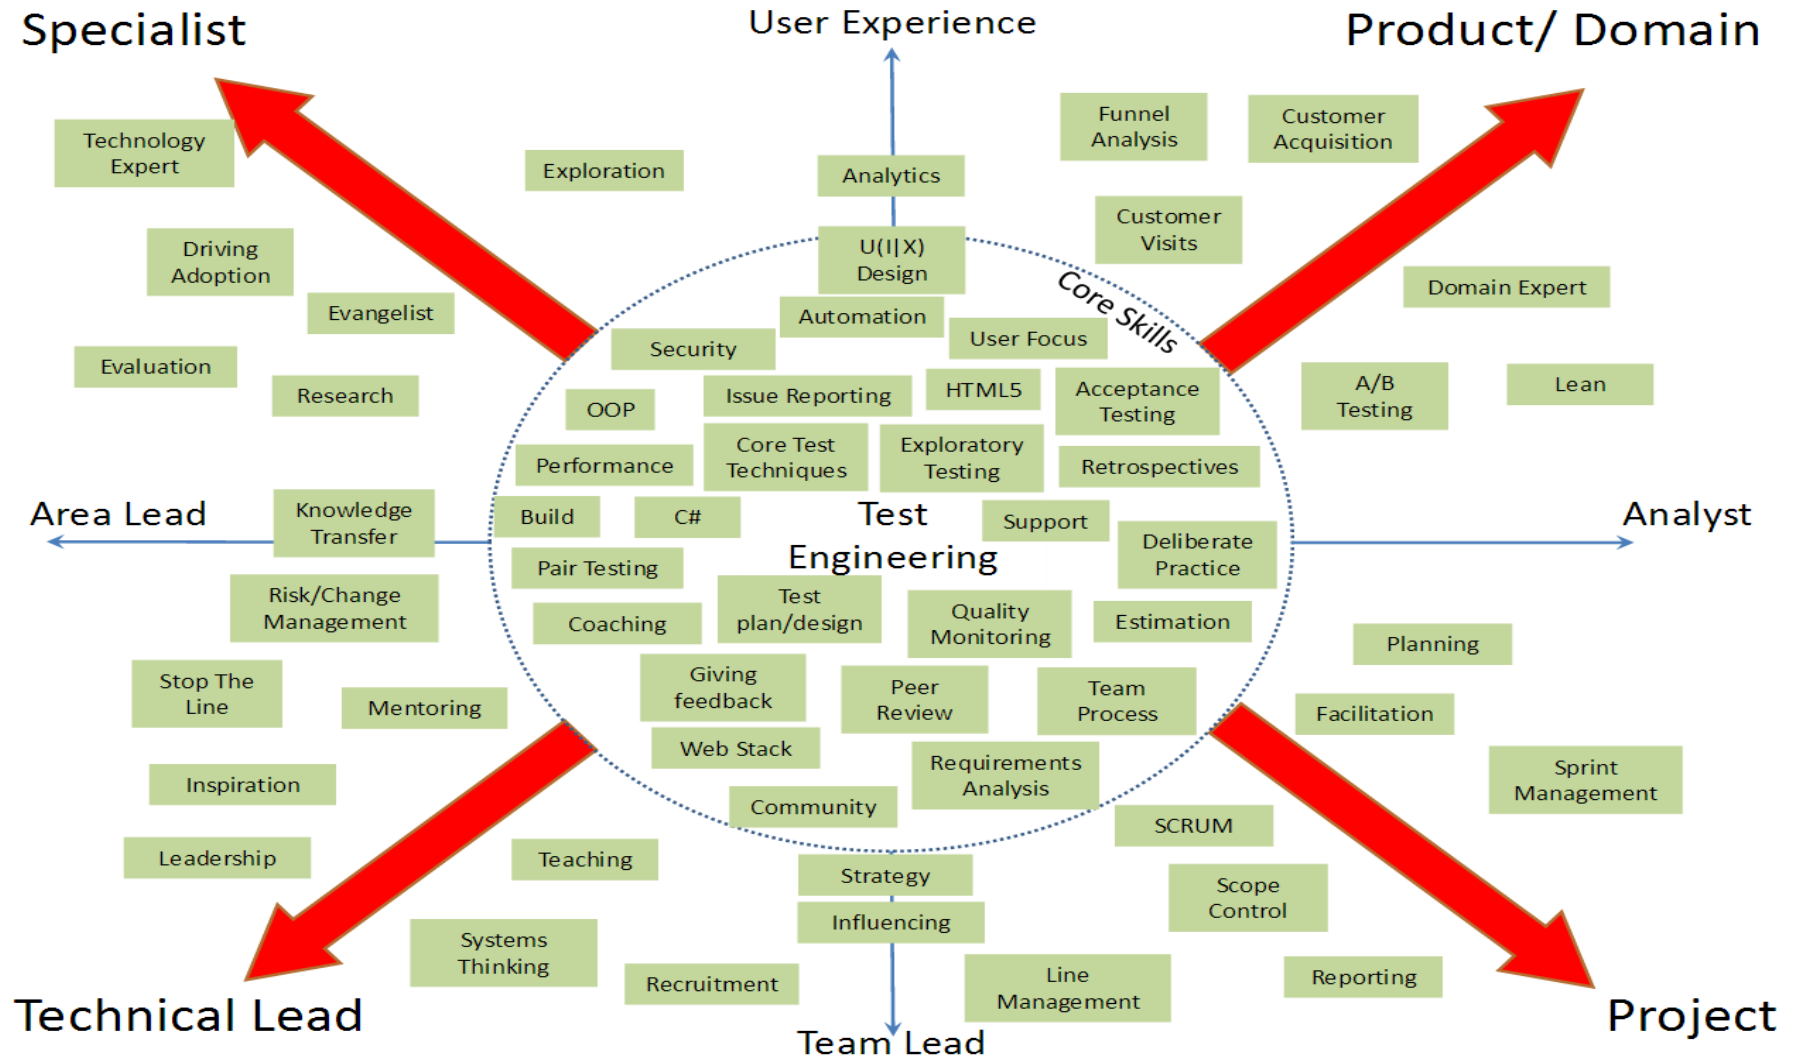 Specialist
User Experience
Product/ Domain
Technology
Expert
Exploration
Analytics
Funnel
Analysis
Customer
Acquisition
Driving
Adoption
U(I|X)
Design
Customer
Visits
Core Skills
Domain Expert
Evangelist
Automation
User Focus
Security
Evaluation
Research
OOP
Issue Reporting
HTML5
Acceptance
Testing
A/B
Testing
Lean
Performance
Core Test
Techniques
Exploratory
Testing
Retrospectives
Area Lead
Knowledge
Transfer
Build
C#
Test
Engineering
Support
Deliberate
Practice
Analyst
Pair Testing
Risk/Change
Management
Coaching
Test
plan/design
Quality
Monitoring
Estimation
Planning
Stop The
Line
Mentoring
Giving
feedback
Peer
Review
Team
Process
Facilitation
Web Stack
Requirements
Analysis
Sprint
Management
Inspiration
Community
SCRUM
Leadership
Teaching
Strategy
Influencing
Scope
Control
Systems
Thinking
Recruitment
Line
Management
Reporting
Technical Lead
Team Lead
Project